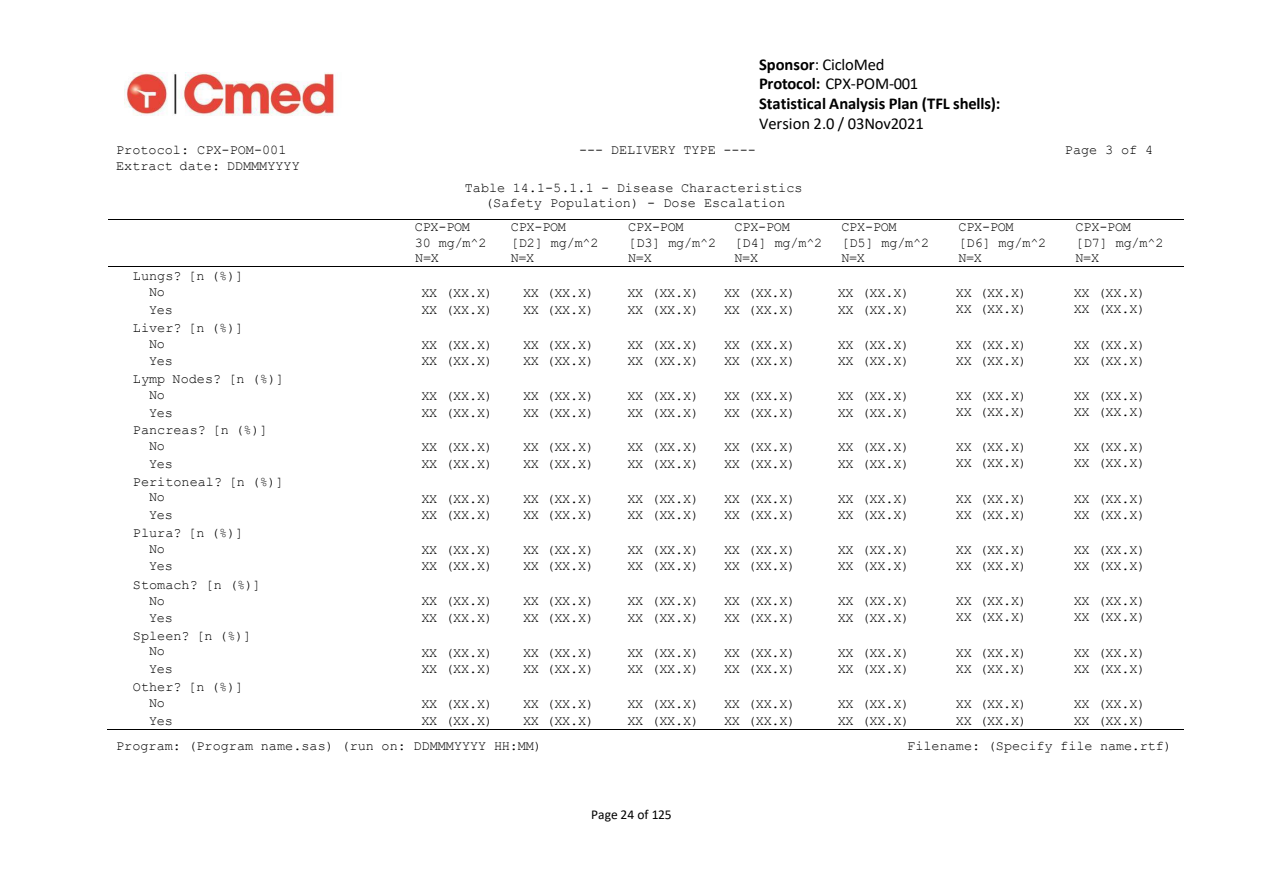 Cmed
Sponsor: CicloMed
Protocol: CPX-POM-001
Statistical Analysis Plan (TFL shells):
Version 2.0 / 03Nov2021
Protocol: CPX-POM-001 --- DELIVERY TYPE ---- Page 3 of 4
Extract date: DDMMMYYYY
Table 14.1-5.1.1 - Disease Characteristics
(Safety Population) - Dose Escalation
CPX-POM CPX-POM CPX-POM CPX-POM CPX-POM CPX-POM CPX-POM
30 mg/m^2 [D2] mg/m^2 [D3] mg/m^2 [D4] mg/m^2 [D5] mg/m^2 [D6] mg/m^2 [D7] mg/m^2
N=X N=X N=X N=X N=X N=X N=X
Lungs? [n (%)]
No XX (XX.X) XX (XX.X) XX (XX.X) XX (XX.X) XX (XX.X) XX (XX.X) XX (XX.X)
Yes XX (XX.X) XX (XX.X) XX (XX.X) XX (XX.X) XX (XX.X) XX (XX.X) XX (XX.X)
Liver? [n (%)]
No XX (XX.X) XX (XX.X) XX (XX.X) XX (XX.X) XX (XX.X) XX (XX.X) XX (XX.X)
Yes XX (XX.X) XX (XX.X) XX (XX.X) XX (XX.X) XX (XX.X) XX (XX.X) XX (XX.X)
Lymp Nodes? [n (%)]
No XX (XX.X) XX (XX.X) XX (XX.X) XX (XX.X) XX (XX.X) XX (XX.X) XX (XX.X)
Yes XX (XX.X) XX (XX.X) XX (XX.X) XX (XX.X) XX (XX.X) XX (XX.X) XX (XX.X)
Pancreas? [n (%)]
No XX (XX.X) XX (XX.X) XX (XX.X) XX (XX.X) XX (XX.X) XX (XX.X) XX (XX.X)
Yes XX (XX.X) XX (XX.X) XX (XX.X) XX (XX.X) XX (XX.X) XX (XX.X) XX (XX.X)
Peritoneal? [n (%)]
No XX (XX.X) XX (XX.X) XX (XX.X) XX (XX.X) XX (XX.X) XX (XX.X) XX (XX.X)
Yes XX (XX.X) XX (XX.X) XX (XX.X) XX (XX.X) XX (XX.X) XX (XX.X) XX (XX.X)
Plura? [n (%)]
No XX (XX.X) XX (XX.X) XX (XX.X) XX (XX.X) XX (XX.X) XX (XX.X) XX (XX.X)
Yes XX (XX.X) XX (XX.X) XX (XX.X) XX (XX.X) XX (XX.X) XX (XX.X) XX (XX.X)
Stomach? [n (%)]
No XX (XX.X) XX (XX.X) XX (XX.X) XX (XX.X) XX (XX.X) XX (XX.X) XX (XX.X)
Yes XX (XX.X) XX (XX.X) XX (XX.X) XX (XX.X) XX (XX.X) XX (XX.X) XX (XX.X)
Spleen? [n (%)]
No XX (XX.X) XX (XX.X) XX (XX.X) XX (XX.X) XX (XX.X) XX (XX.X) XX (XX.X)
Yes XX (XX.X) XX (XX.X) XX (XX.X) XX (XX.X) XX (XX.X) XX (XX.X) XX (XX.X)
Other? [n (%)]
No XX (XX.X) XX (XX.X) XX (XX.X) XX (XX.X) XX (XX.X) XX (XX.X) XX (XX.X)
Yes XX (XX.X) XX (XX.X) XX (XX.X) XX (XX.X) XX (XX.X) XX (XX.X) XX (XX.X)
Program: (Program name.sas) (run on: DDMMMYYYY HH:MM) Filename: (Specify file name.rtf)
Page 24 of 125